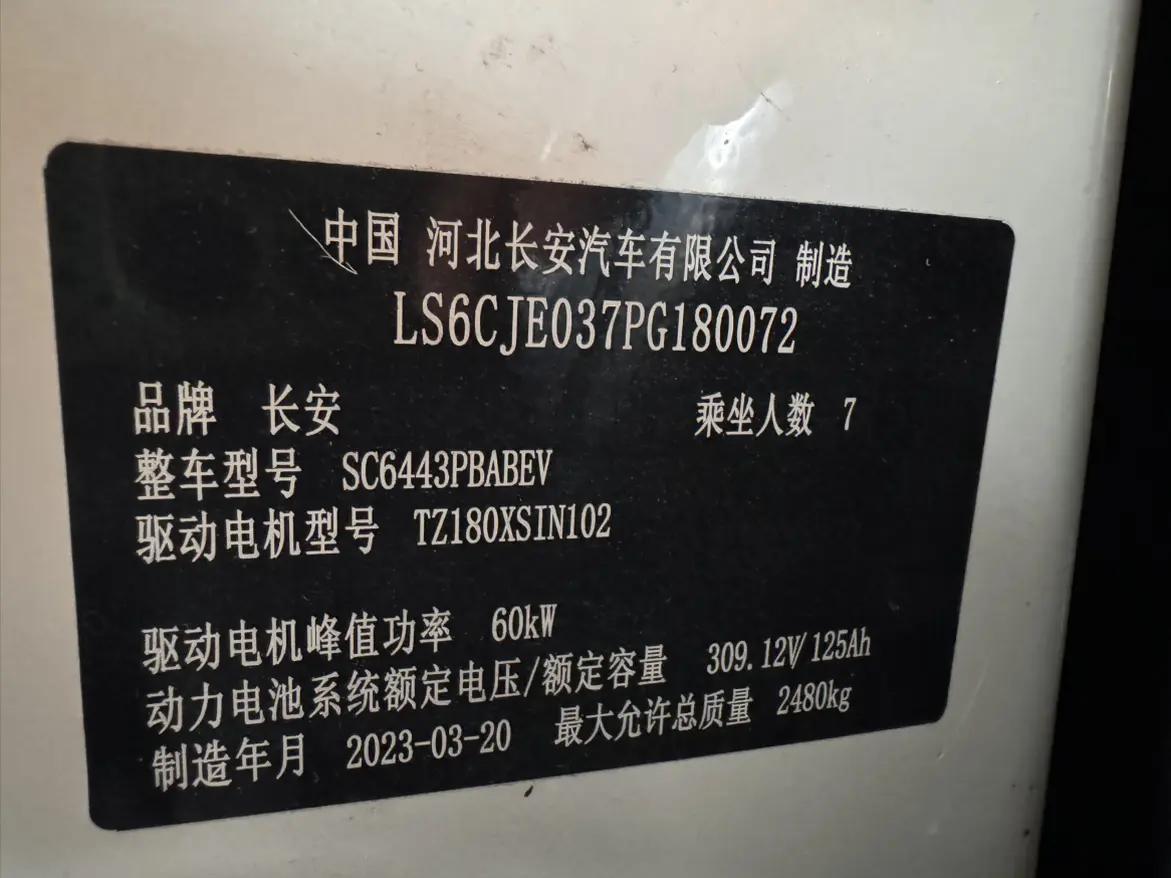 中国 河北长安汽车有限公司 制造
LS6CJE037PG180072
品牌 长安 乘坐人数 7
整车型号 SC6443PBABEV
驱动电机型号 TZ180XSIN102
驱动电机峰值功率 60kW
动力电池系统额定电压/额定容量 309.12V/125Ah
制造年月 2023-03-20 最大允许总质量 2480kg